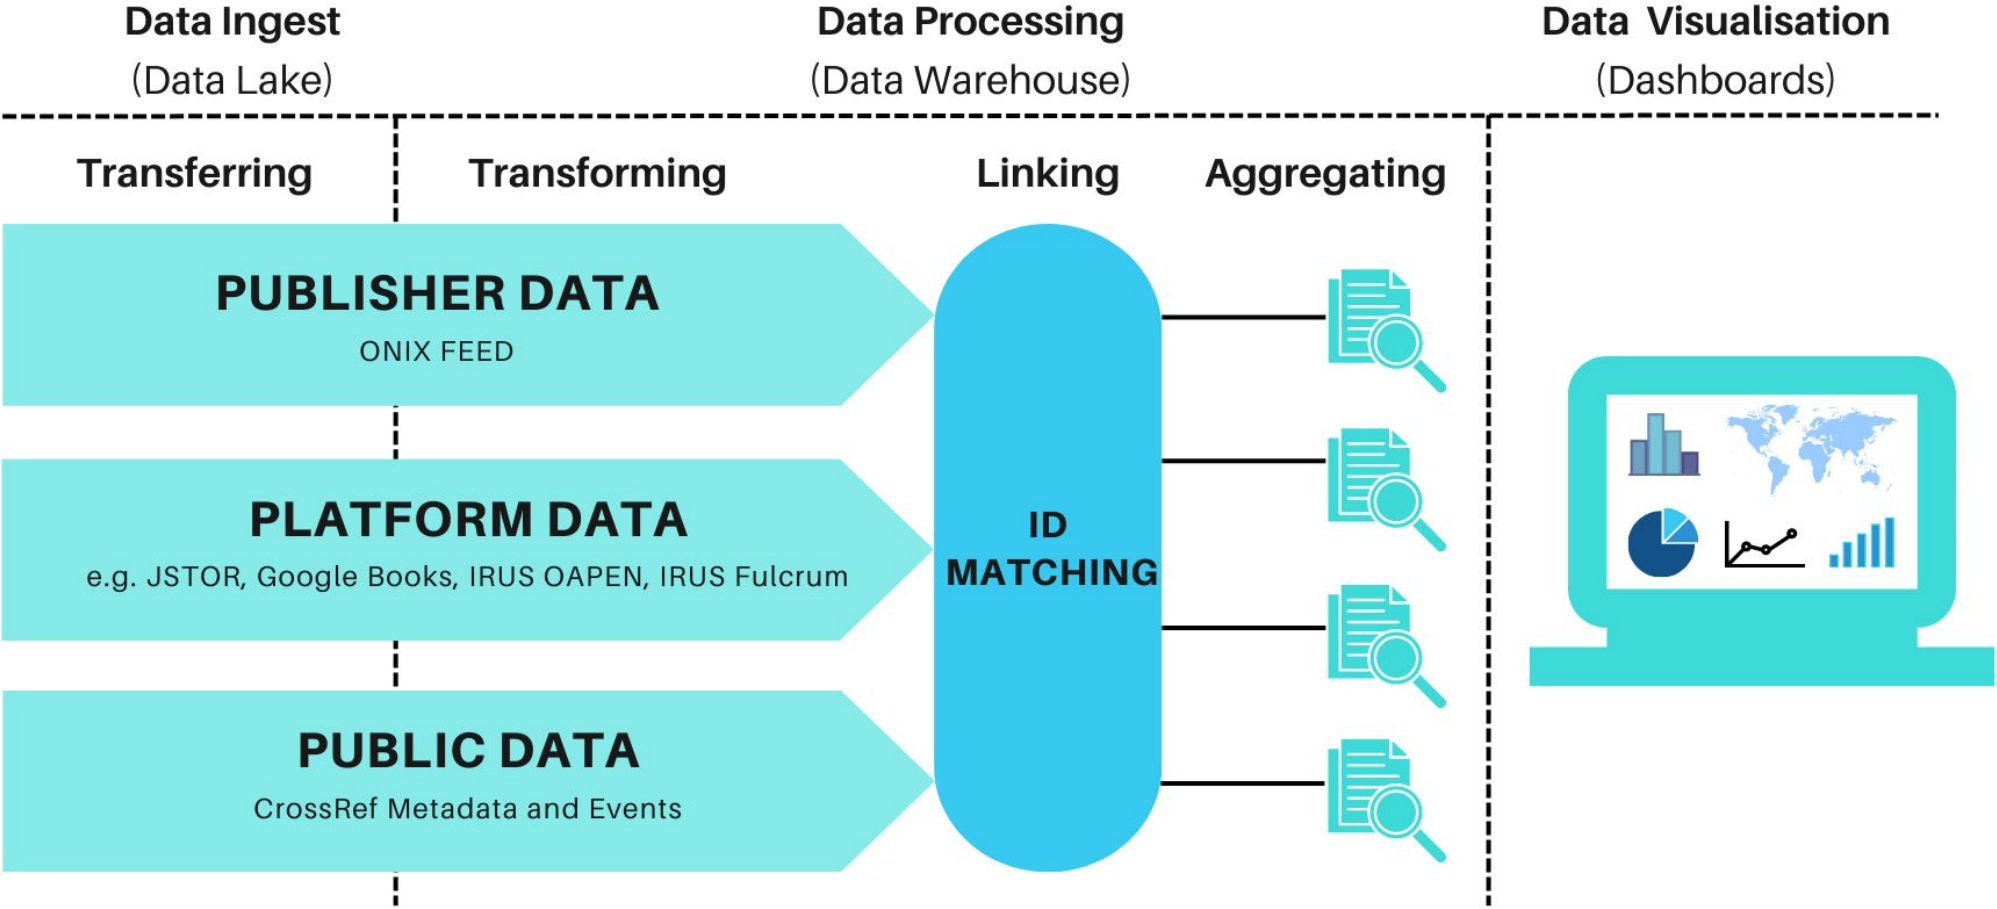 Data Ingest
(Data Lake)
Data Processing
(Data Warehouse)
Data Visualisation
(Dashboards)
Transferring
Transforming
Linking
Aggregating
PUBLISHER DATA
ONIX FEED
PLATFORM DATA
e.g. JSTOR, Google Books, IRUS OAPEN, IRUS Fulcrum
PUBLIC DATA
CrossRef Metadata and Events
ID
MATCHING